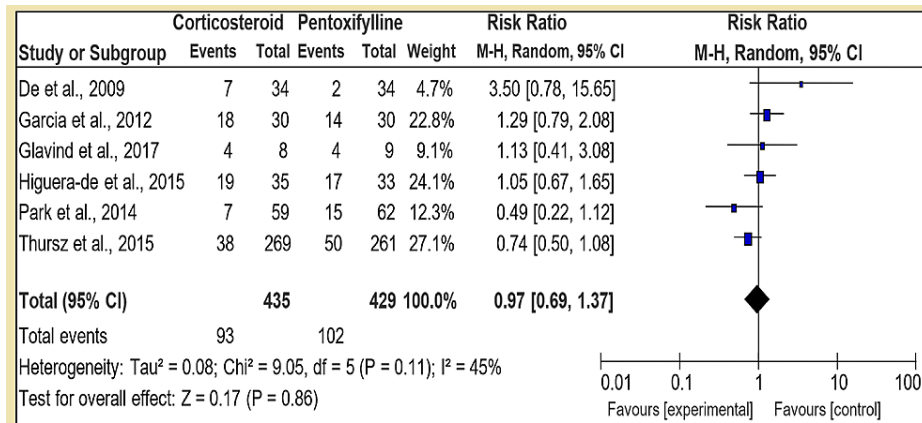 Corticosteroid Pentoxifylline Risk Ratio Risk Ratio
Study or Subgroup Events Total Events Total Weight M-H, Random, 95% CI M-H, Random, 95% CI
De et al., 2009 7 34 2 34 4.7% 3.50 [0.78, 15.65]
Garcia et al., 2012 18 30 14 30 22.8% 1.29 [0.79, 2.08]
Glavind et al., 2017 4 8 4 9 9.1% 1.13 [0.41, 3.08]
Higuera-de et al., 2015 19 35 17 33 24.1% 1.05 [0.67, 1.65]
Park et al., 2014 7 59 15 62 12.3% 0.49 [0.22, 1.12]
Thursz et al., 2015 38 269 50 261 27.1% 0.74 [0.50, 1.08]
Total (95% CI) 435 429 100.0% 0.97 [0.69, 1.37]
Total events 93 102
Heterogeneity: Tau² = 0.08; Chi² = 9.05, df = 5 (P = 0.11); I² = 45%
Test for overall effect: Z = 0.17 (P = 0.86)
0.01 0.1 1 10 100
Favours [experimental] Favours [control]